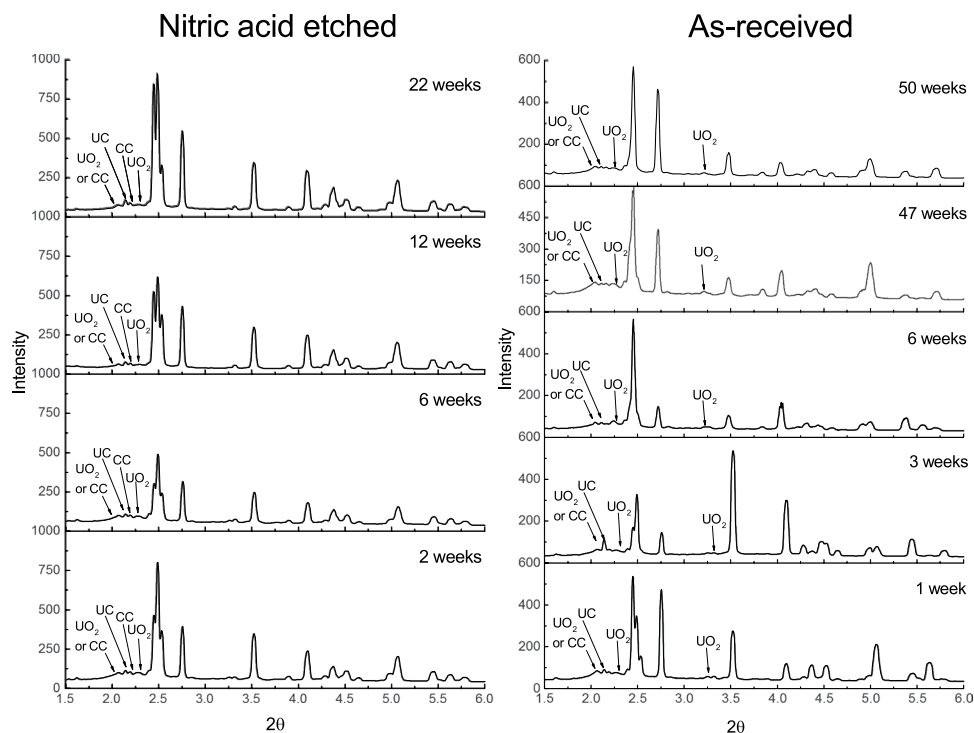 Nitric acid etched
As-received
Intensity
1000
750
500
250
22 weeks
UO2
or CC
UC
CC
UO2
1000
750
500
250
12 weeks
UO2
or CC
UC
CC
UO2
1000
750
500
250
6 weeks
UO2
or CC
UC
CC
UO2
1000
750
500
250
0
2 weeks
UO2
or CC
UC
CC
UO2
1.5 2.0 2.5 3.0 3.5 4.0 4.5 5.0 5.5 6.0
2θ
Intensity
600
400
200
50 weeks
UO2
or CC
UC
UO2
UO2
600
450
300
150
47 weeks
UO2
or CC
UC
UO2
UO2
600
400
200
6 weeks
UO2
or CC
UC
UO2
UO2
600
400
200
3 weeks
UO2
or CC
UC
UO2
UO2
600
400
200
0
1 week
UO2
or CC
UC
UO2
UO2
1.5 2.0 2.5 3.0 3.5 4.0 4.5 5.0 5.5 6.0
2θ